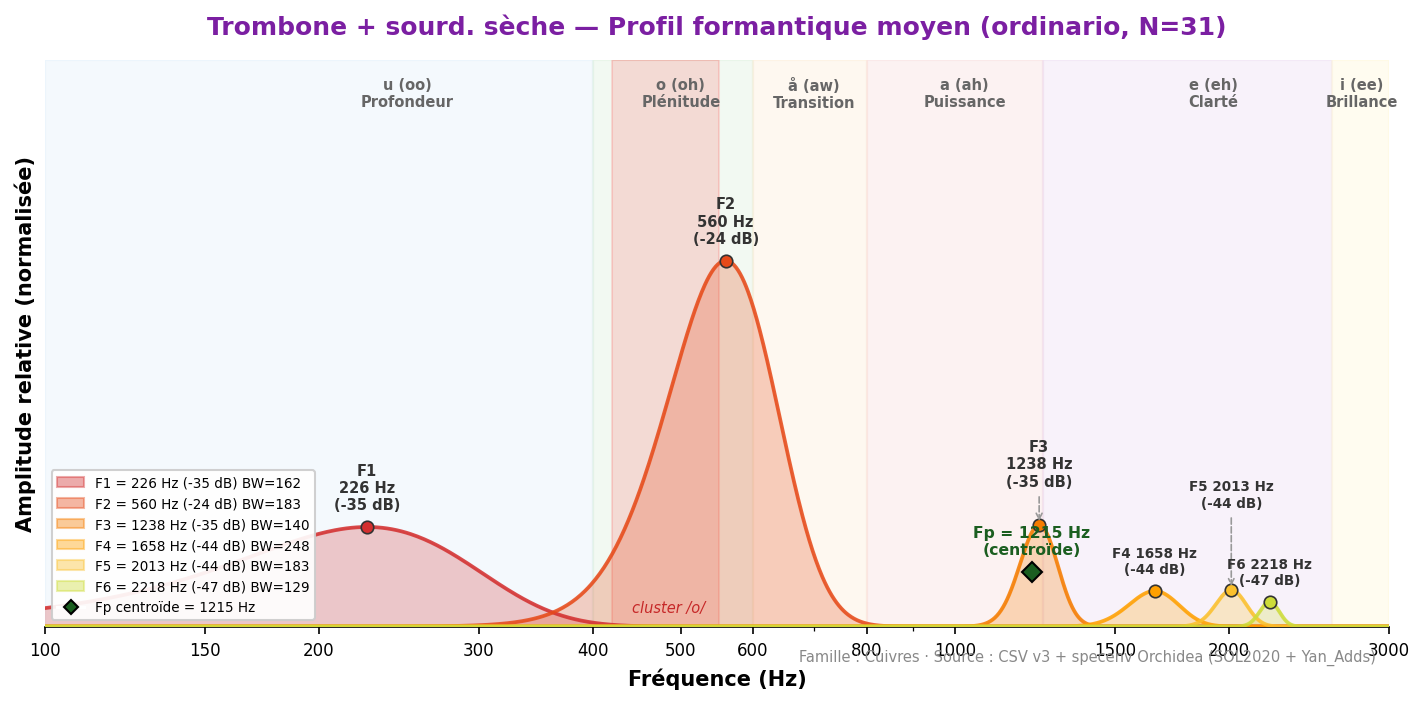 Trombone + sourd. sèche — Profil formantique moyen (ordinario, N=31)
u (oo)
Profondeur
o (oh)
Plénitude
å (aw)
Transition
a (ah)
Puissance
e (eh)
Clarté
i (ee)
Brillance
Amplitude relative (normalisée)
F1
226 Hz
(-35 dB)
F2
560 Hz
(-24 dB)
F3
1238 Hz
(-35 dB)
Fp = 1215 Hz
(centroïde)
F4 1658 Hz
(-44 dB)
F5 2013 Hz
(-44 dB)
F6 2218 Hz
(-47 dB)
cluster /o/
F1 = 226 Hz (-35 dB) BW=162
F2 = 560 Hz (-24 dB) BW=183
F3 = 1238 Hz (-35 dB) BW=140
F4 = 1658 Hz (-44 dB) BW=248
F5 = 2013 Hz (-44 dB) BW=183
F6 = 2218 Hz (-47 dB) BW=129
Fp centroïde = 1215 Hz
100 150 200 300 400 500 600 800 1000 1500 2000 3000
Famille : Cuivres · Source : CSV v3 + specenv Orchidea (SOL2020 + Yan_Adds)
Fréquence (Hz)